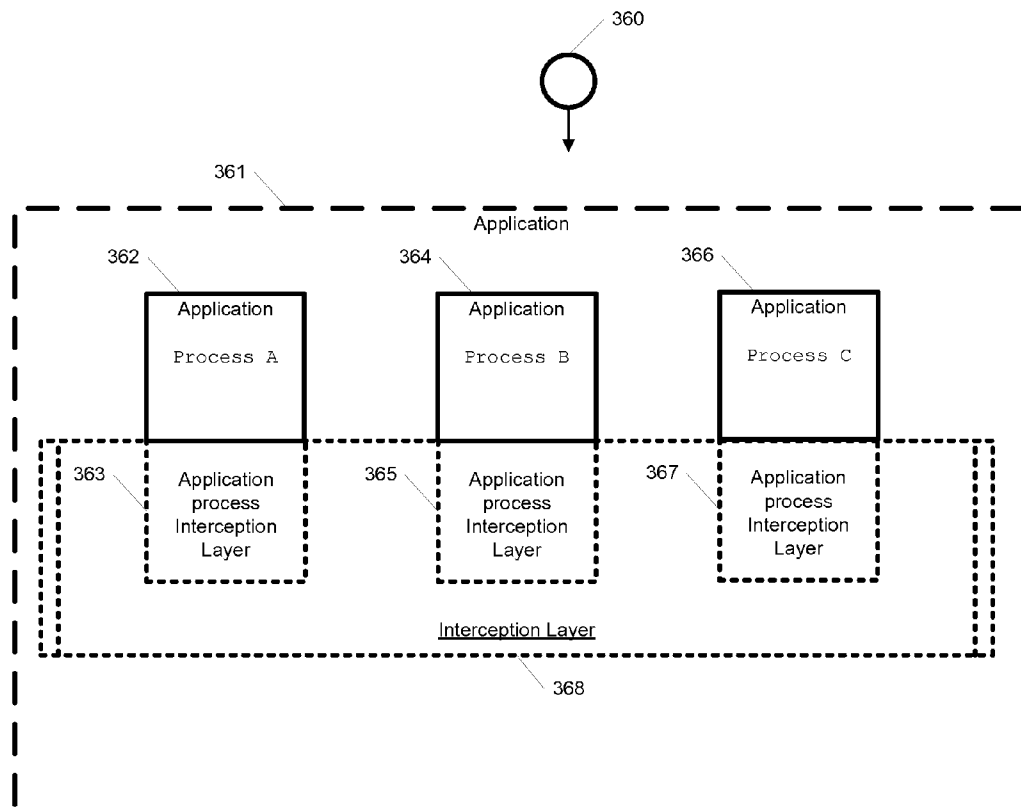 360
361
Application
362
364
366
Application
Application
Application
Process A
Process B
Process C
363
365
367
Application
process
Interception
Layer
Application
process
Interception
Layer
Application
process
Interception
Layer
Interception Layer
368